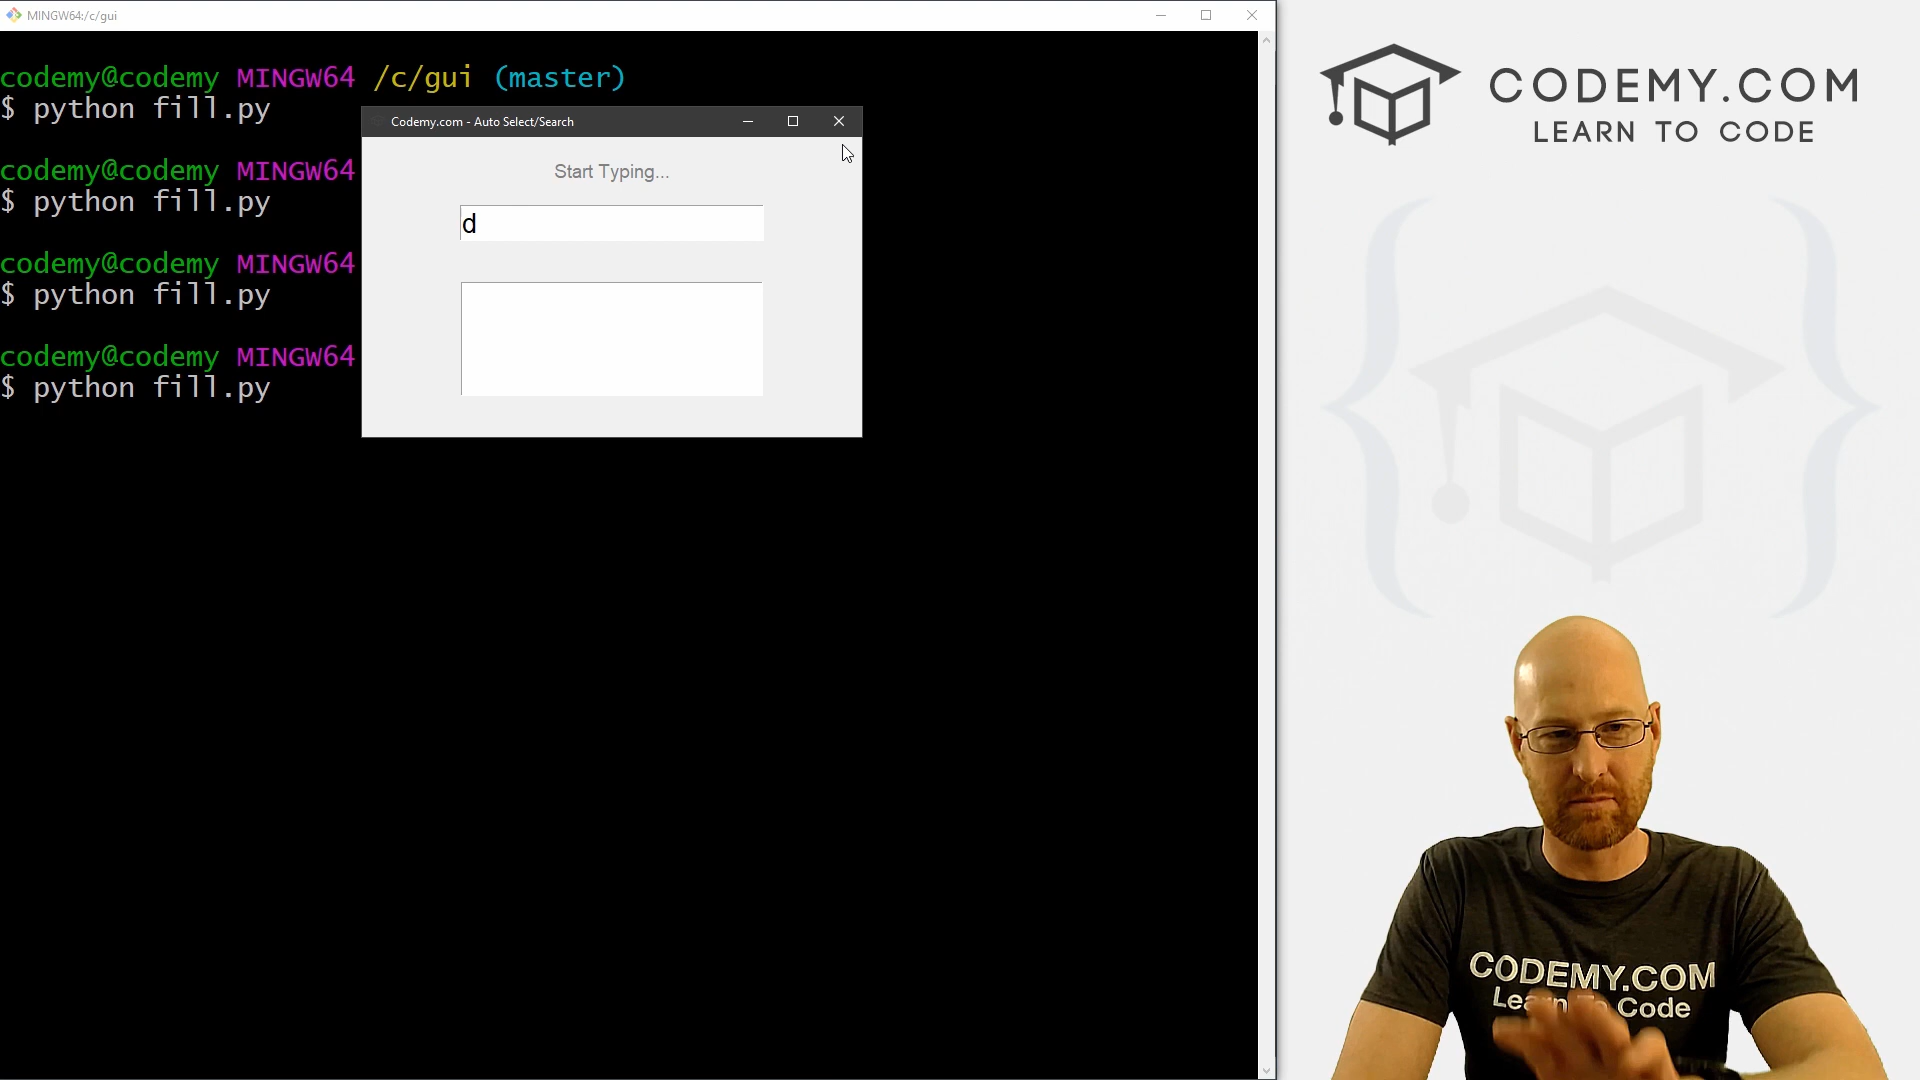 MINGW64:/c/gui
codemy@codemy MINGW64 /c/gui (master)
$ python fill.py
codemy@codemy MINGW64
$ python fill.py
codemy@codemy MINGW64
$ python fill.py
codemy@codemy MINGW64
$ python fill.py
Codemy.com - Auto Select/Search
Start Typing...
d
CODEMY.COM
LEARN TO CODE
CODEMY.COM
Learn To Code